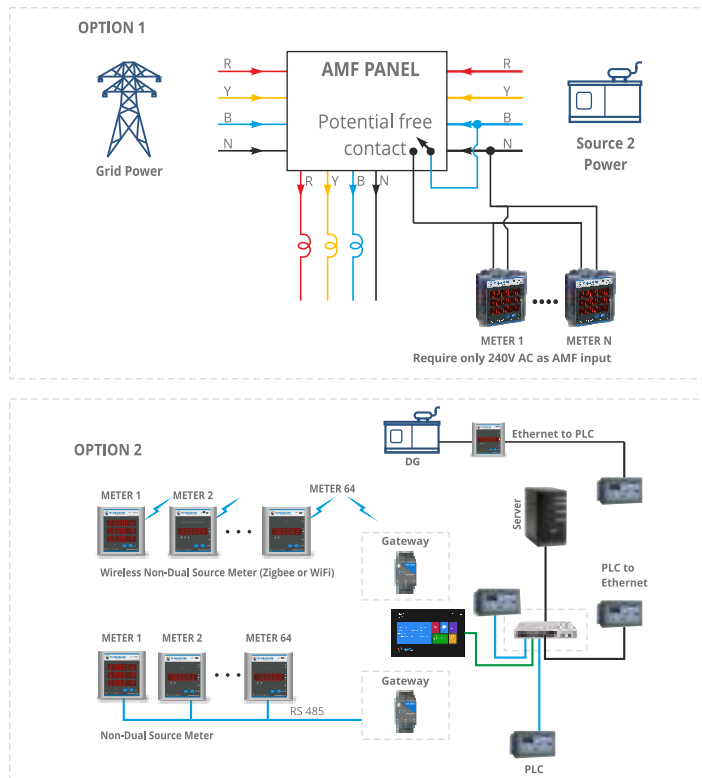 OPTION 1
R
Y
B
N
Grid Power
AMF PANEL
Potential free
contact
R
Y
B
N
Source 2
Power
R
Y
B
N
METER 1
METER N
Require only 240V AC as AMF input
OPTION 2
DG
Ethernet to PLC
METER 1
METER 2
METER 64
Wireless Non-Dual Source Meter (Zigbee or WiFi)
Gateway
Server
PLC to
Ethernet
METER 1
METER 2
METER 64
RS 485
Non-Dual Source Meter
Gateway
PLC